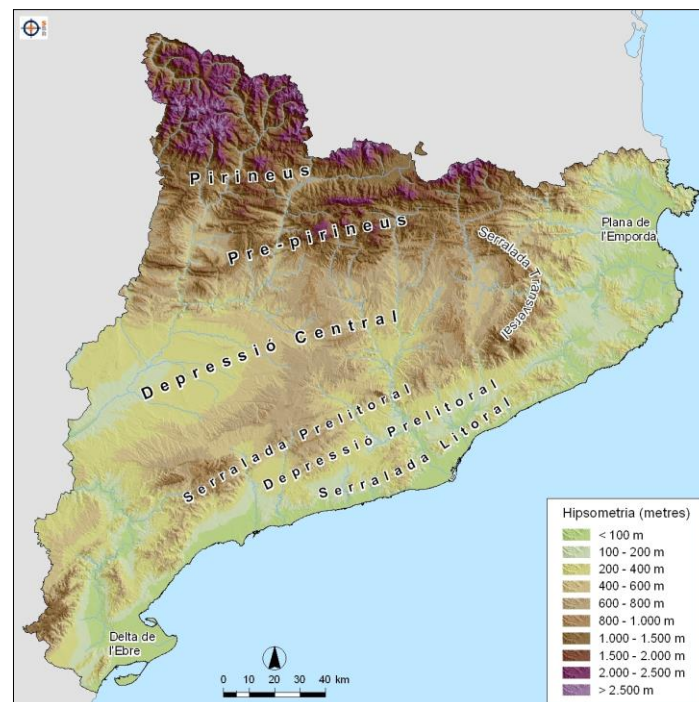 Pirineus
Pre-pirineus
Serralada Transversal
Plana de
l'Emporda
Depressió Central
Serralada Prelitoral
Depressió Prelitoral
Serralada Litoral
Delta de
l'Ebre
0 10 20 30 40 km
Hipsometria (metres)
< 100 m
100 - 200 m
200 - 400 m
400 - 600 m
600 - 800 m
800 - 1.000 m
1.000 - 1.500 m
1.500 - 2.000 m
2.000 - 2.500 m
> 2.500 m